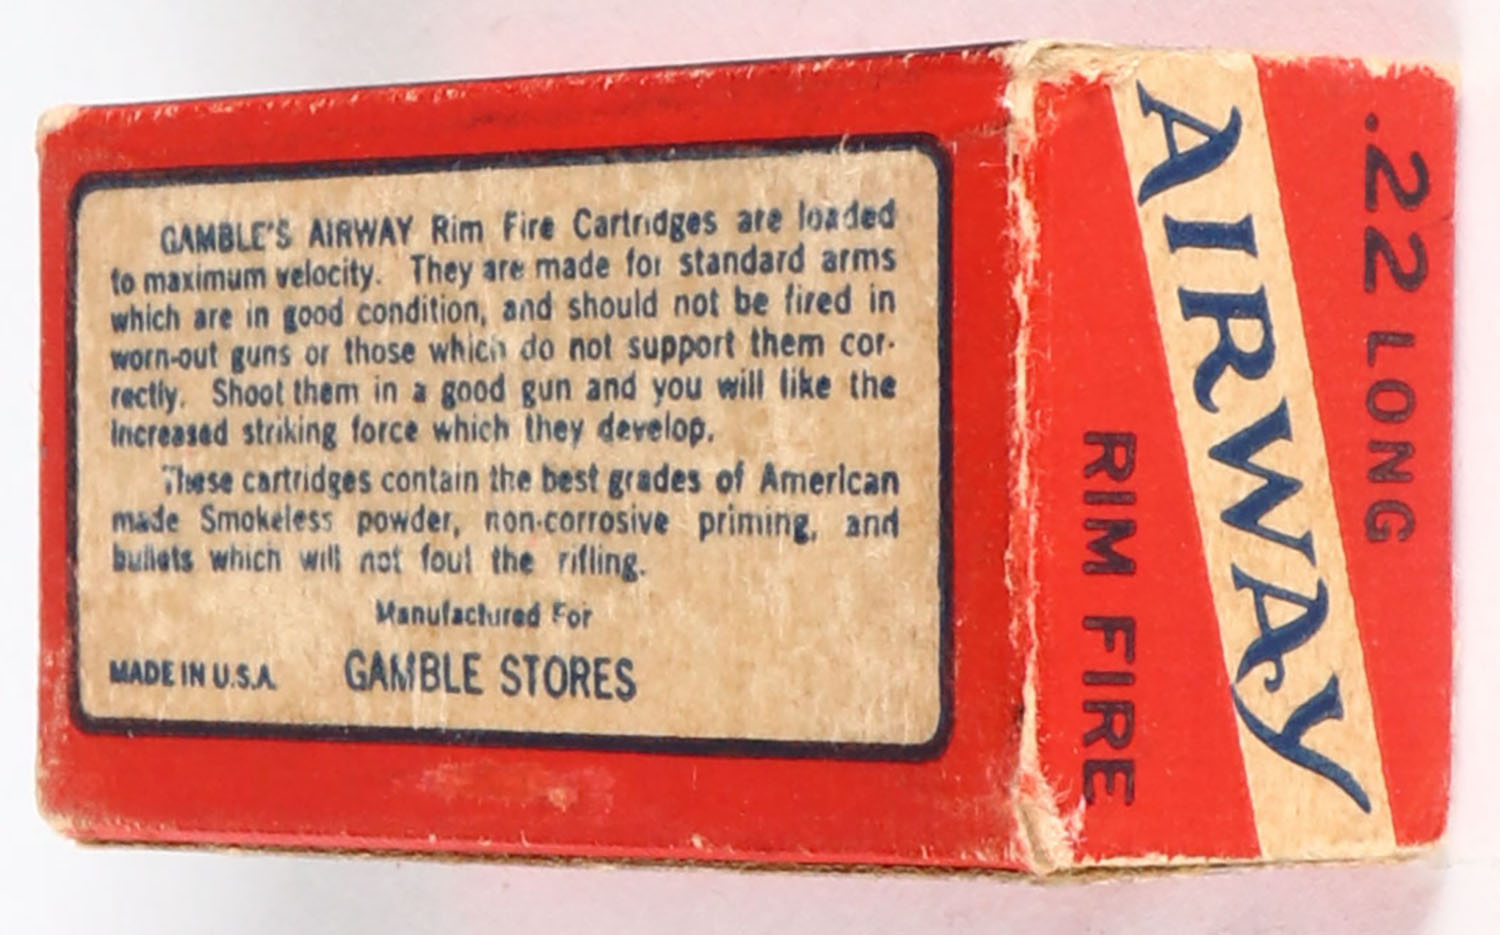 GAMBLE'S AIRWAY Rim Fire Cartridges are loaded
to maximum velocity. They are made for standard arms
which are in good condition, and should not be fired in
worn-out guns or those which do not support them cor-
rectly. Shoot them in a good gun and you will like the
increased striking force which they develop.
These cartridges contain the best grades of American
made Smokeless powder, non-corrosive priming, and
bullets which will not foul the rifling.
Manufactured For
MADE IN U.S.A. GAMBLE STORES
.22 LONG
AIRWAY
RIM FIRE